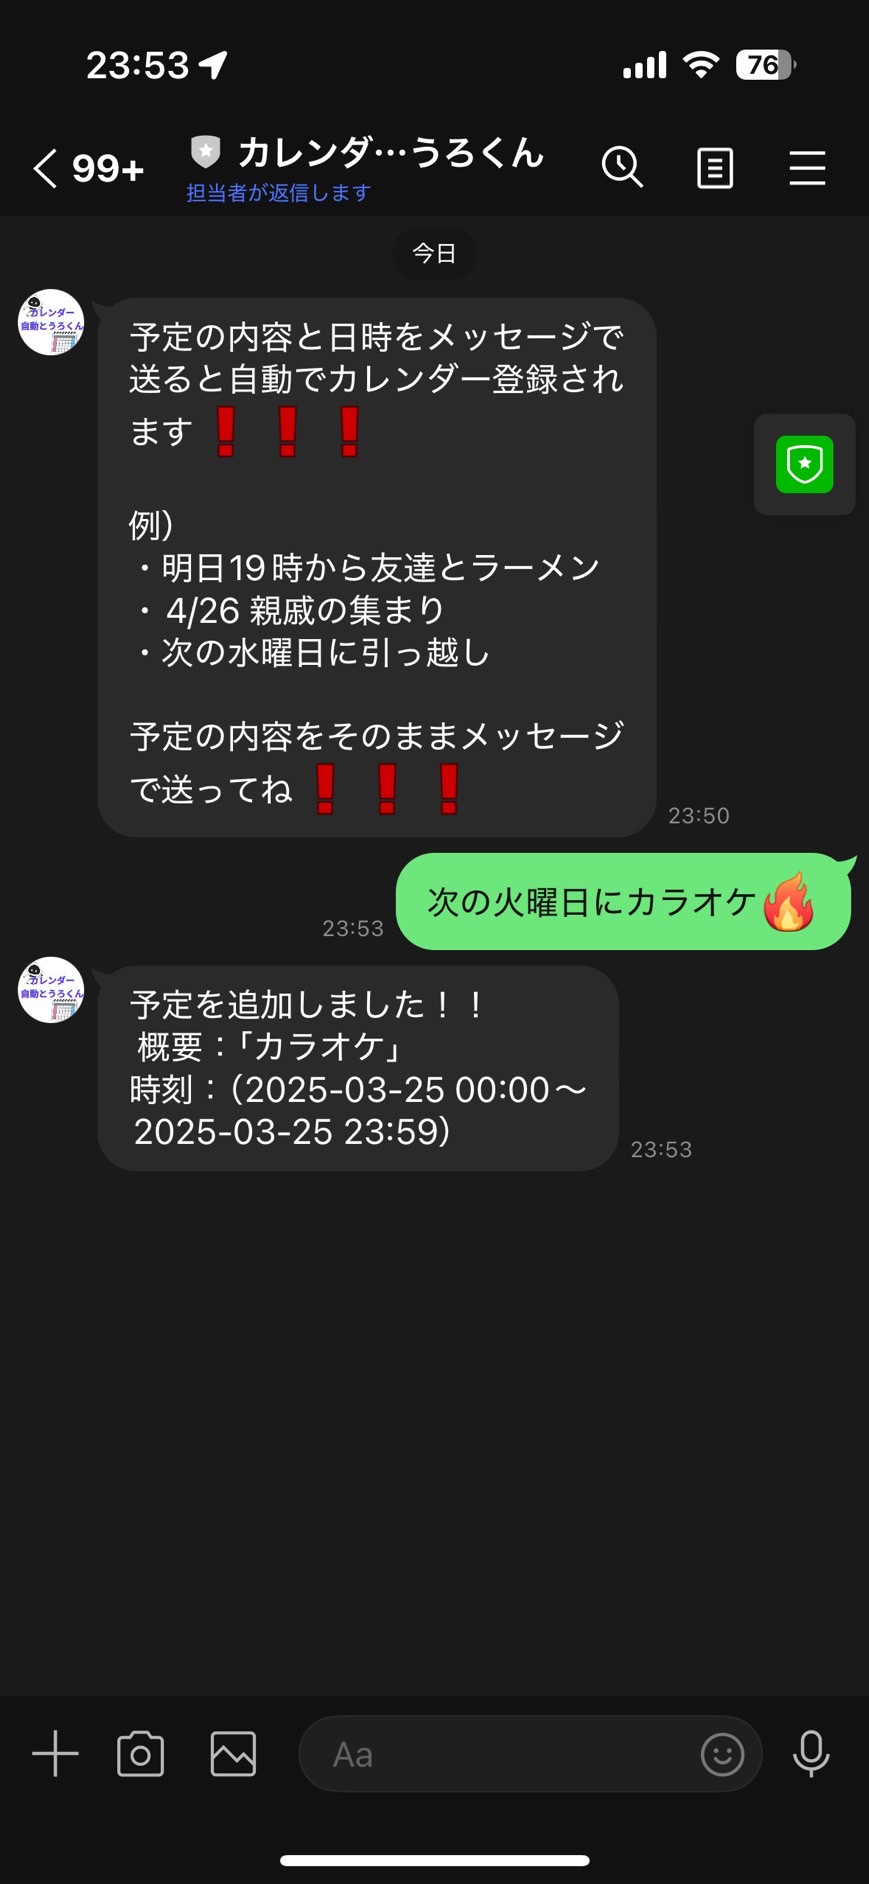 23:53
76
99+
カレンダ…うろくん
担当者が返信します
今日
カレンダー
自動とうろくん
予定の内容と日時をメッセージで
送ると自動でカレンダー登録され
ます❗❗❗
例）
・明日19時から友達とラーメン
・4/26 親戚の集まり
・次の水曜日に引っ越し
予定の内容をそのままメッセージ
で送ってね❗❗❗
23:50
次の火曜日にカラオケ🔥
23:53
カレンダー
自動とうろくん
予定を追加しました！！
概要：「カラオケ」
時刻：（2025-03-25 00:00〜
2025-03-25 23:59）
23:53
Aa